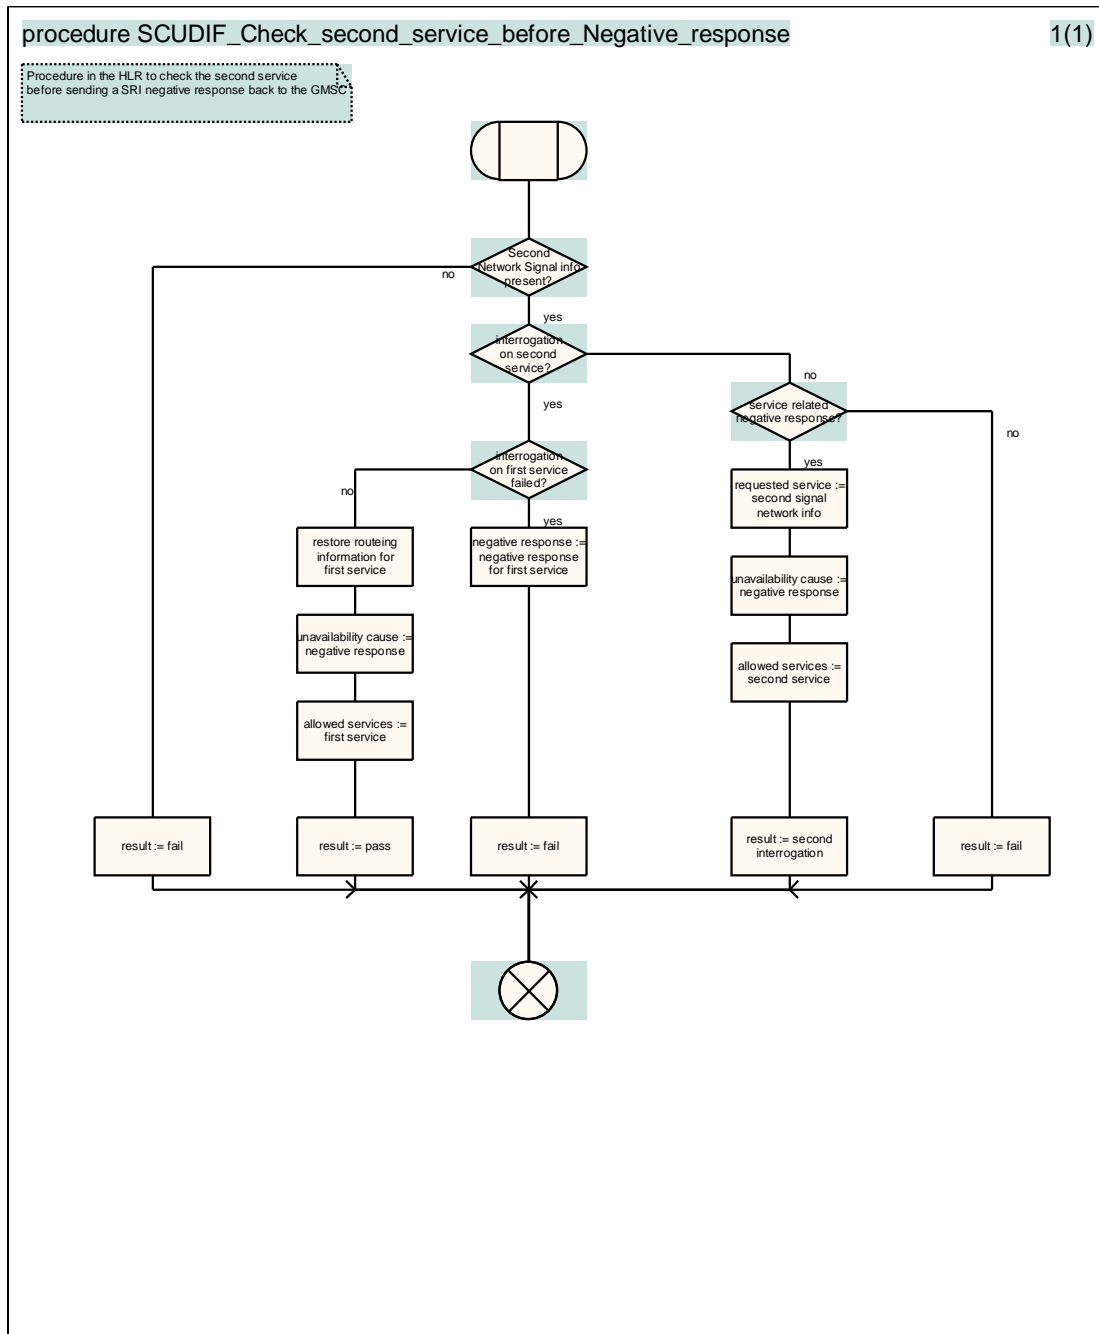 procedure SCUDIF_Check_second_service_before_Negative_response
1(1)
Procedure in the HLR to check the second service
before sending a SRI negative response back to the GMSC
Second
Network Signal info
present?
no
yes
interrogation
on second
service?
no
yes
service related
negative response?
no
yes
interrogation
on first service
failed?
no
yes
requested service :=
second signal
network info
restore routeing
information for
first service
negative response :=
negative response
for first service
unavailability cause :=
negative response
unavailability cause :=
negative response
allowed services :=
second service
allowed services :=
first service
result := fail
result := pass
result := fail
result := second
interrogation
result := fail